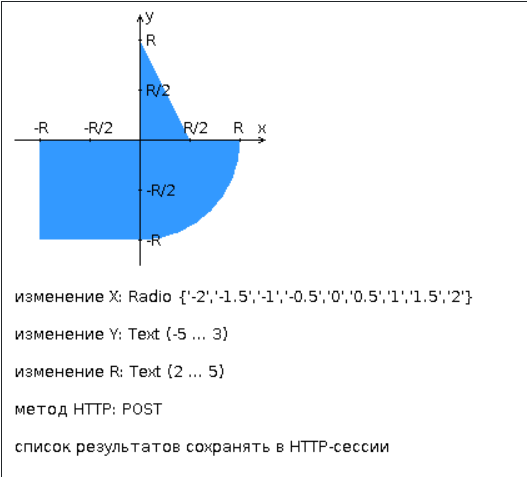 y
R
R/2
-R -R/2 R/2 R x
-R/2
-R
изменение X: Radio {'-2','-1.5','-1','-0.5','0','0.5','1','1.5','2'}
изменение Y: Text (-5 ... 3)
изменение R: Text (2 ... 5)
метод HTTP: POST
список результатов сохранять в HTTP-сессии